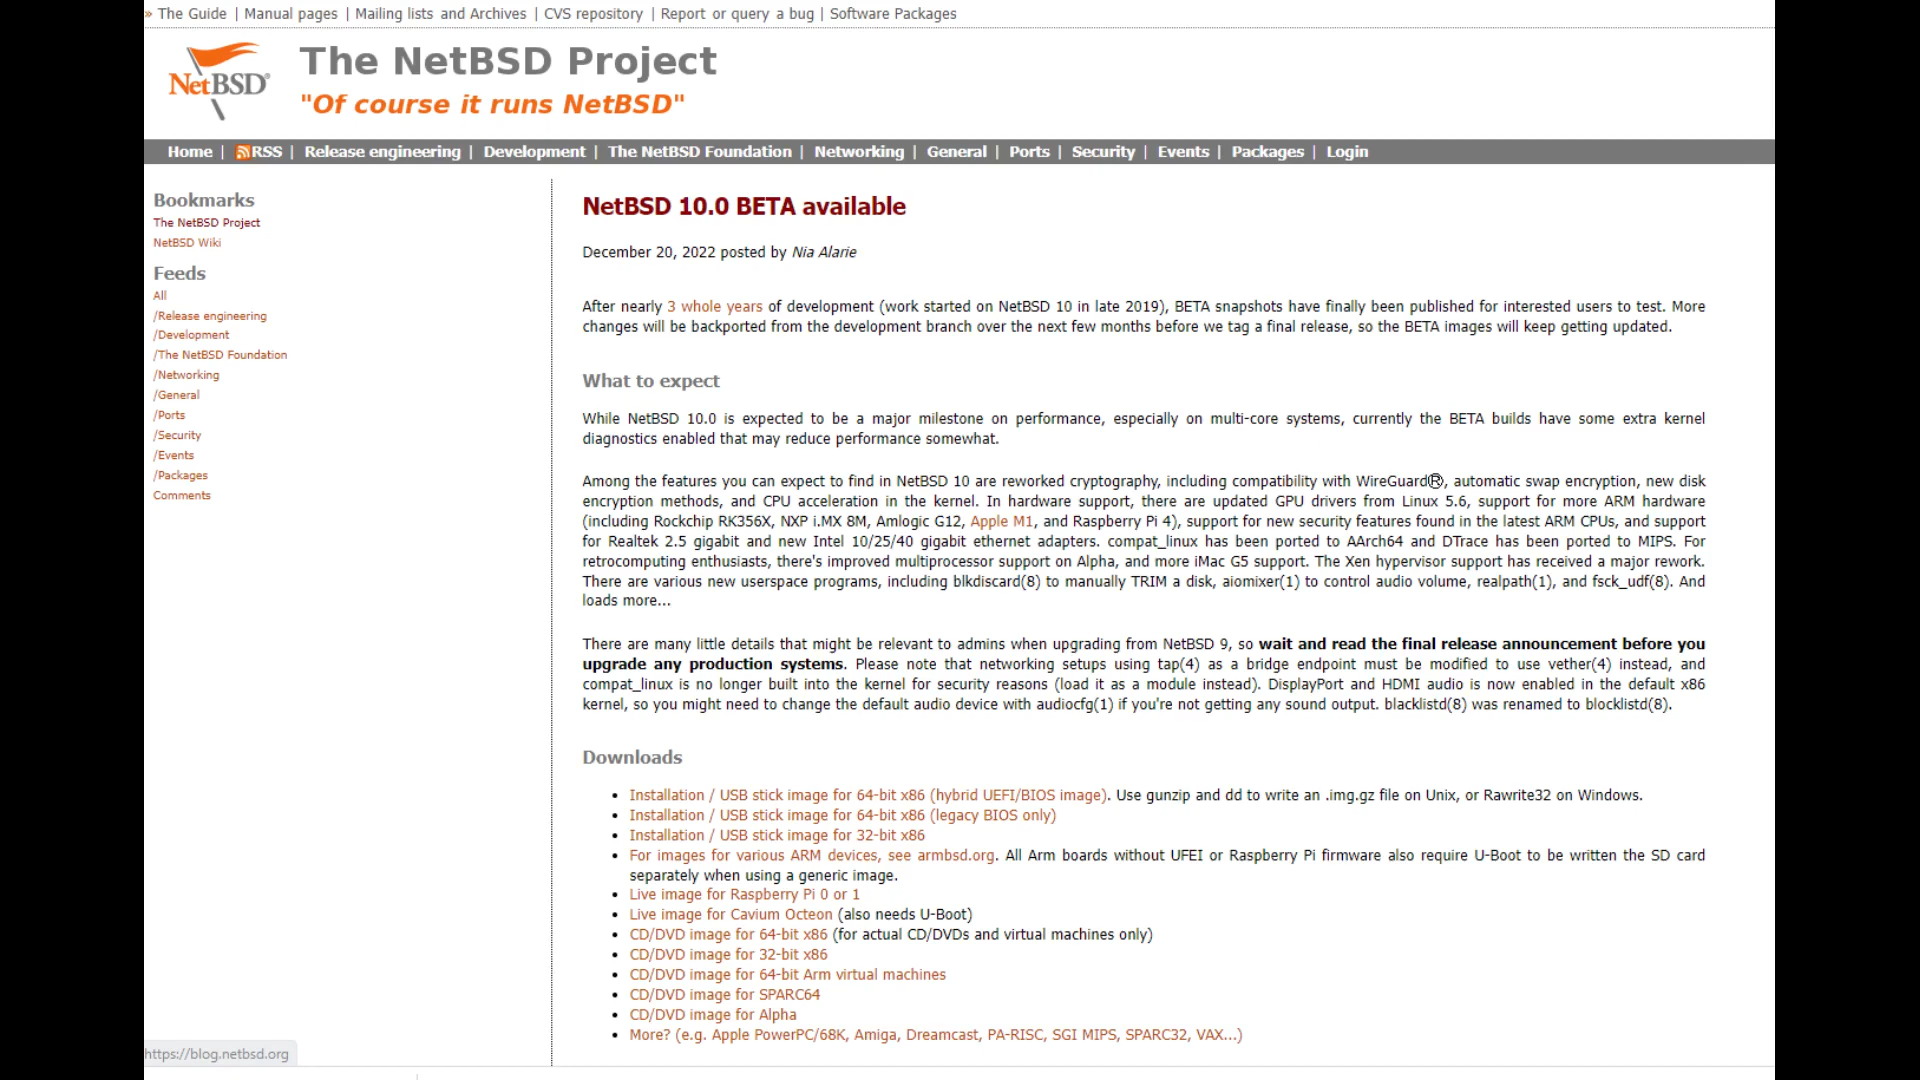 » The Guide | Manual pages | Mailing lists and Archives | CVS repository | Report or query a bug | Software Packages
NetBSD®
The NetBSD Project
"Of course it runs NetBSD"
Home | RSS | Release engineering | Development | The NetBSD Foundation | Networking | General | Ports | Security | Events | Packages | Login
Bookmarks
The NetBSD Project
NetBSD Wiki
Feeds
All
/Release engineering
/Development
/The NetBSD Foundation
/Networking
/General
/Ports
/Security
/Events
/Packages
Comments
NetBSD 10.0 BETA available
December 20, 2022 posted by Nia Alarie
After nearly 3 whole years of development (work started on NetBSD 10 in late 2019), BETA snapshots have finally been published for interested users to test. More
changes will be backported from the development branch over the next few months before we tag a final release, so the BETA images will keep getting updated.
What to expect
While NetBSD 10.0 is expected to be a major milestone on performance, especially on multi-core systems, currently the BETA builds have some extra kernel
diagnostics enabled that may reduce performance somewhat.
Among the features you can expect to find in NetBSD 10 are reworked cryptography, including compatibility with WireGuard®, automatic swap encryption, new disk
encryption methods, and CPU acceleration in the kernel. In hardware support, there are updated GPU drivers from Linux 5.6, support for more ARM hardware
(including Rockchip RK356X, NXP i.MX 8M, Amlogic G12, Apple M1, and Raspberry Pi 4), support for new security features found in the latest ARM CPUs, and support
for Realtek 2.5 gigabit and new Intel 10/25/40 gigabit ethernet adapters. compat_linux has been ported to AArch64 and DTrace has been ported to MIPS. For
retrocomputing enthusiasts, there's improved multiprocessor support on Alpha, and more iMac G5 support. The Xen hypervisor support has received a major rework.
There are various new userspace programs, including blkdiscard(8) to manually TRIM a disk, aiomixer(1) to control audio volume, realpath(1), and fsck_udf(8). And
loads more...
There are many little details that might be relevant to admins when upgrading from NetBSD 9, so wait and read the final release announcement before you
upgrade any production systems. Please note that networking setups using tap(4) as a bridge endpoint must be modified to use vether(4) instead, and
compat_linux is no longer built into the kernel for security reasons (load it as a module instead). DisplayPort and HDMI audio is now enabled in the default x86
kernel, so you might need to change the default audio device with audiocfg(1) if you're not getting any sound output. blacklistd(8) was renamed to blocklistd(8).
Downloads
• Installation / USB stick image for 64-bit x86 (hybrid UEFI/BIOS image). Use gunzip and dd to write an .img.gz file on Unix, or Rawrite32 on Windows.
• Installation / USB stick image for 64-bit x86 (legacy BIOS only)
• Installation / USB stick image for 32-bit x86
• For images for various ARM devices, see armbsd.org. All Arm boards without UFEI or Raspberry Pi firmware also require U-Boot to be written the SD card
separately when using a generic image.
• Live image for Raspberry Pi 0 or 1
• Live image for Cavium Octeon (also needs U-Boot)
• CD/DVD image for 64-bit x86 (for actual CD/DVDs and virtual machines only)
• CD/DVD image for 32-bit x86
• CD/DVD image for 64-bit Arm virtual machines
• CD/DVD image for SPARC64
• CD/DVD image for Alpha
• More? (e.g. Apple PowerPC/68K, Amiga, Dreamcast, PA-RISC, SGI MIPS, SPARC32, VAX...)
https://blog.netbsd.org